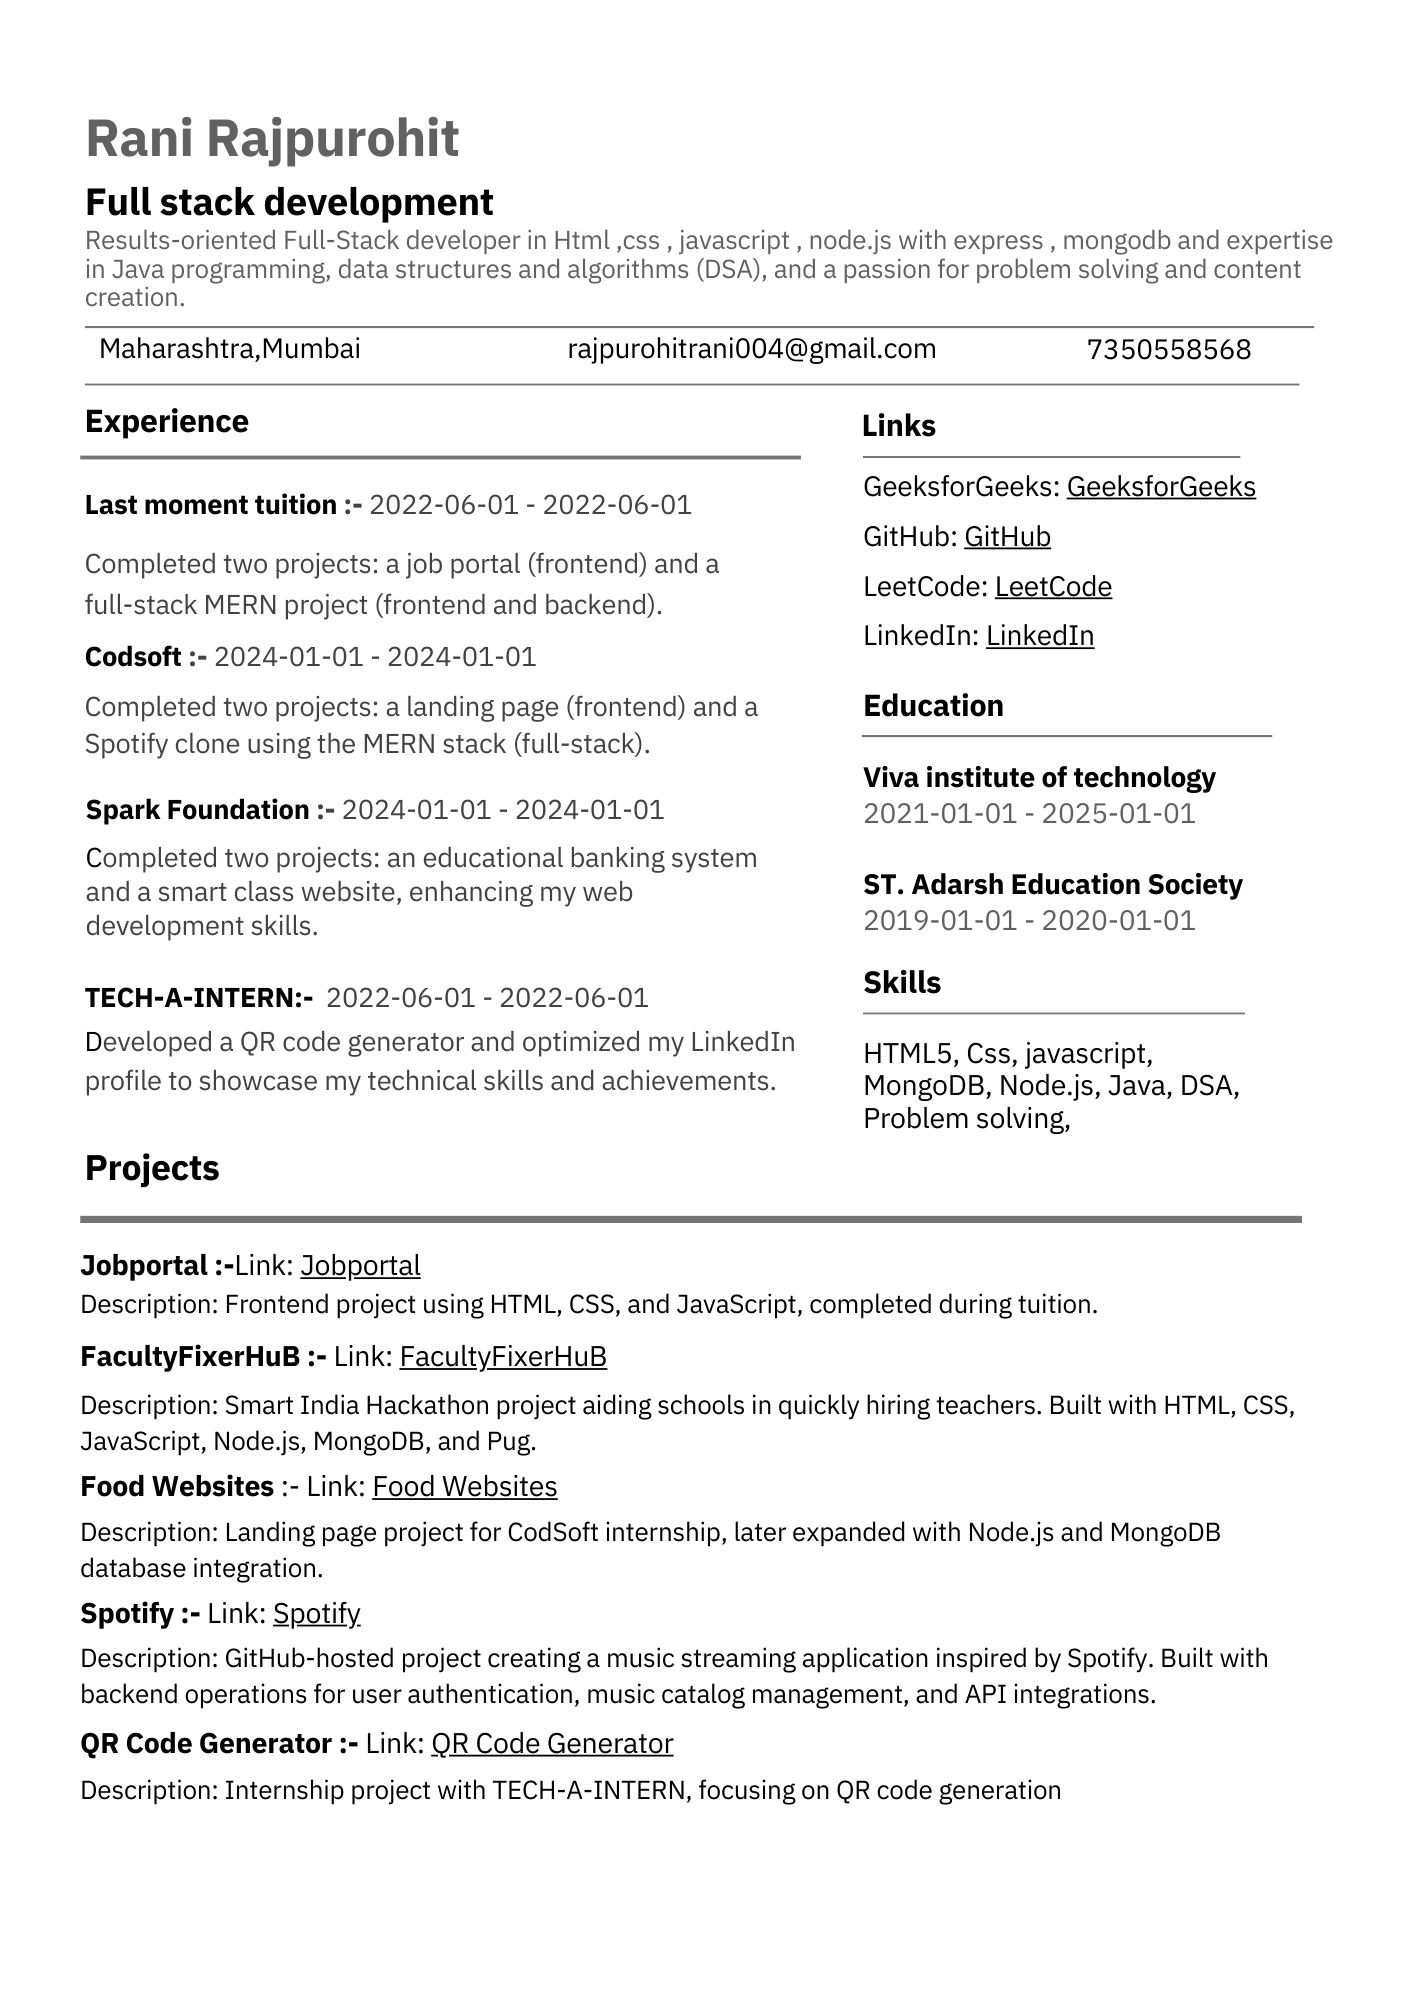 Rani Rajpurohit
Full stack development
Results-oriented Full-Stack developer in Html ,css , javascript , node.js with express , mongodb and expertise
in Java programming, data structures and algorithms (DSA), and a passion for problem solving and content
creation.
Maharashtra,Mumbai rajpurohitrani004@gmail.com 7350558568
Experience
Last moment tuition :- 2022-06-01 - 2022-06-01
Completed two projects: a job portal (frontend) and a
full-stack MERN project (frontend and backend).
Codsoft :- 2024-01-01 - 2024-01-01
Completed two projects: a landing page (frontend) and a
Spotify clone using the MERN stack (full-stack).
Spark Foundation :- 2024-01-01 - 2024-01-01
Completed two projects: an educational banking system
and a smart class website, enhancing my web
development skills.
TECH-A-INTERN:- 2022-06-01 - 2022-06-01
Developed a QR code generator and optimized my LinkedIn
profile to showcase my technical skills and achievements.
Links
GeeksforGeeks: GeeksforGeeks
GitHub: GitHub
LeetCode: LeetCode
LinkedIn: LinkedIn
Education
Viva institute of technology
2021-01-01 - 2025-01-01
ST. Adarsh Education Society
2019-01-01 - 2020-01-01
Skills
HTML5, Css, javascript,
MongoDB, Node.js, Java, DSA,
Problem solving,
Projects
Jobportal :-Link: Jobportal
Description: Frontend project using HTML, CSS, and JavaScript, completed during tuition.
FacultyFixerHuB :- Link: FacultyFixerHuB
Description: Smart India Hackathon project aiding schools in quickly hiring teachers. Built with HTML, CSS,
JavaScript, Node.js, MongoDB, and Pug.
Food Websites :- Link: Food Websites
Description: Landing page project for CodSoft internship, later expanded with Node.js and MongoDB
database integration.
Spotify :- Link: Spotify
Description: GitHub-hosted project creating a music streaming application inspired by Spotify. Built with
backend operations for user authentication, music catalog management, and API integrations.
QR Code Generator :- Link: QR Code Generator
Description: Internship project with TECH-A-INTERN, focusing on QR code generation